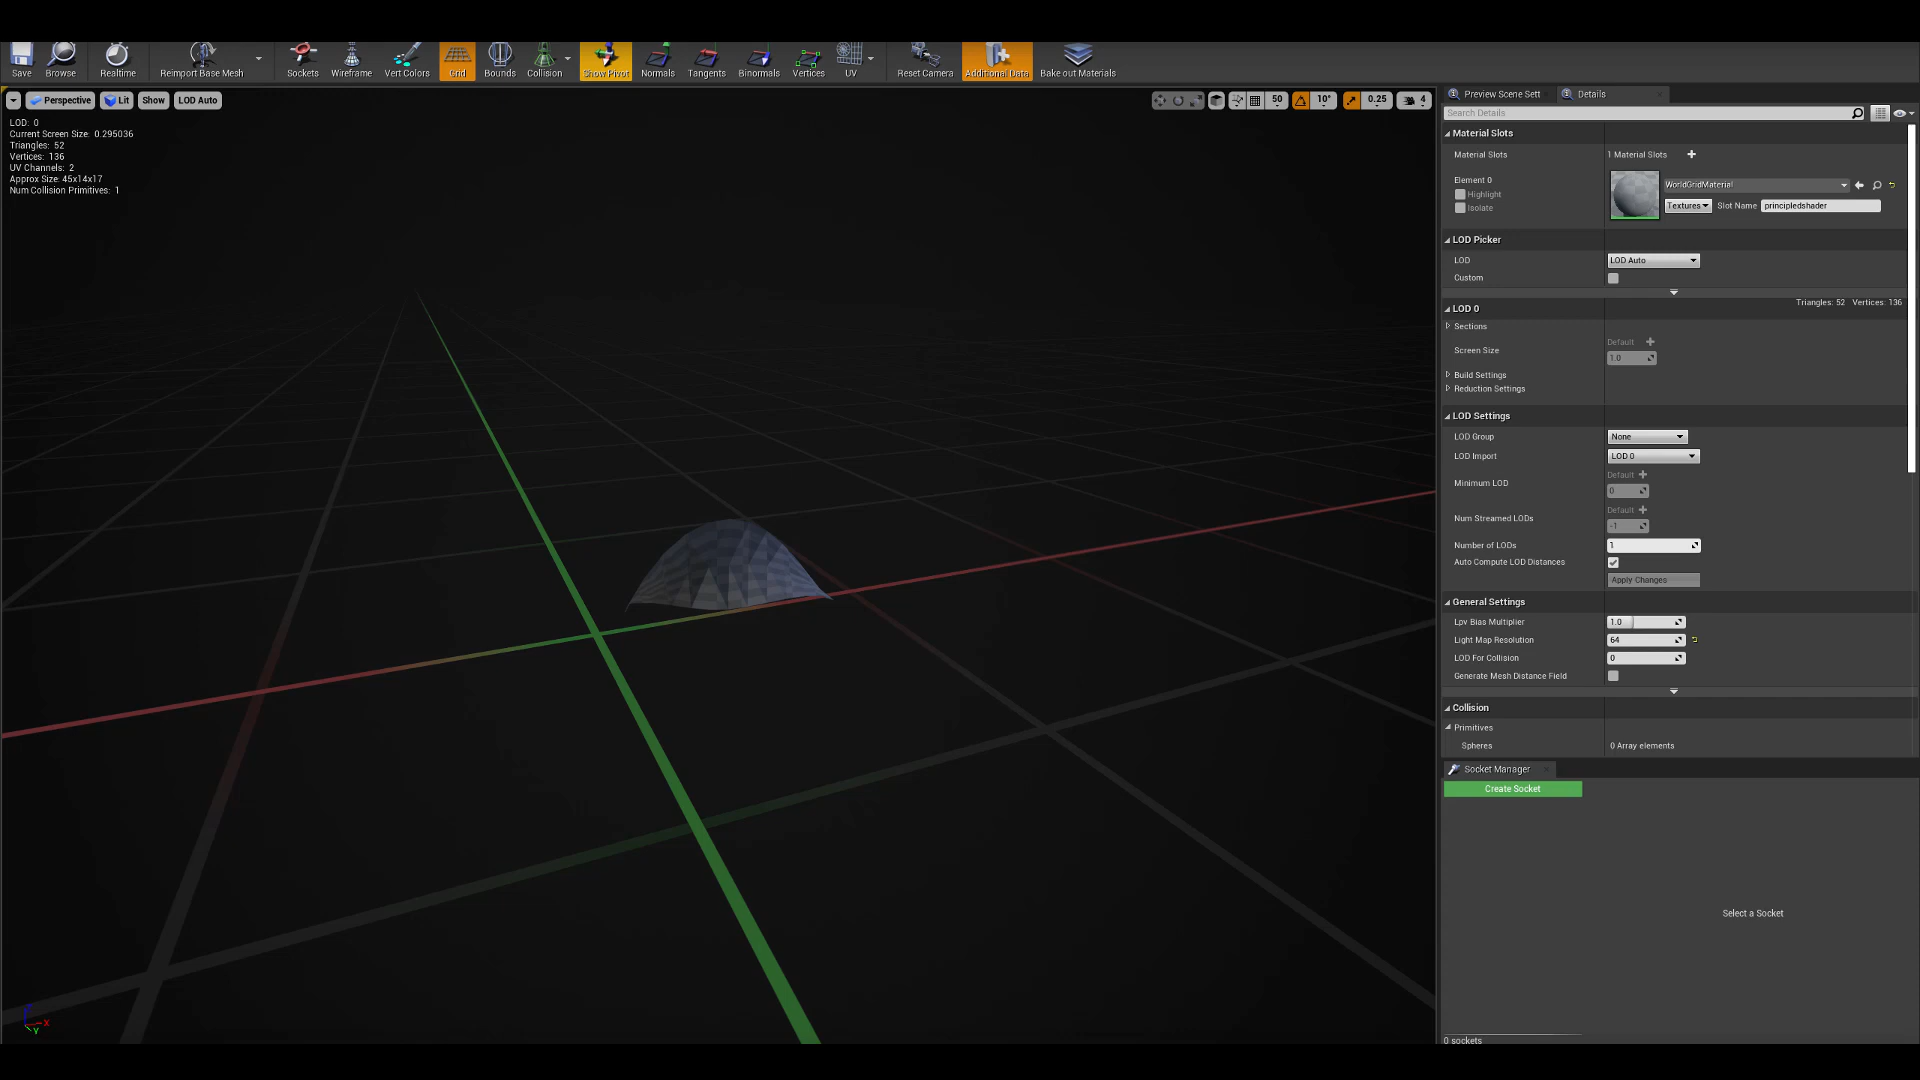 Save Browse Realtime Reimport Base Mesh Sockets Wireframe Vert Colors Grid Bounds Collision Show Pivot Normals Tangents Binormals Vertices UV Reset Camera Additional Data Bake out Materials
Perspective Lit Show LOD Auto 50 10° 0.25 4
LOD: 0
Current Screen Size: 0.295036
Triangles: 52
Vertices: 136
UV Channels: 2
Approx Size: 45x14x17
Num Collision Primitives: 1
X
Y
Preview Scene Sett Details
Search Details
Material Slots
Material Slots 1 Material Slots
Element 0
Highlight
Isolate
WorldGridMaterial
Textures Slot Name principledshader
LOD Picker
LOD LOD Auto
Custom
LOD 0 Triangles: 52 Vertices: 136
Sections
Default
Screen Size
1.0
Build Settings
Reduction Settings
LOD Settings
LOD Group None
LOD Import LOD 0
Default
Minimum LOD
0
Default
Num Streamed LODs
-1
Number of LODs 1
Auto Compute LOD Distances
Apply Changes
General Settings
Lpv Bias Multiplier 1.0
Light Map Resolution 64
LOD For Collision 0
Generate Mesh Distance Field
Collision
Primitives
Spheres 0 Array elements
Socket Manager
Create Socket
Select a Socket
0 sockets